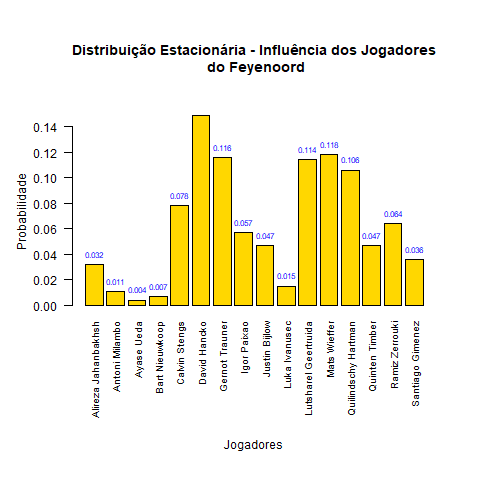 Distribuição Estacionária - Influência dos Jogadores
do Feyenoord
Probabilidade
0.14
0.12
0.10
0.08
0.06
0.04
0.02
0.00
0.032
0.011
0.004
0.007
0.078
0.116
0.057
0.047
0.015
0.114
0.118
0.106
0.047
0.064
0.036
Alireza Jahanbakhsh
Antoni Milambo
Ayase Ueda
Bart Nieuwkoop
Calvin Stengs
David Hancko
Gernot Trauner
Igor Paixao
Justin Bijlow
Luka Ivanusec
Lutsharel Geertruida
Mats Wieffer
Quilindschy Hartman
Quinten Timber
Ramiz Zerrouki
Santiago Gimenez
Jogadores